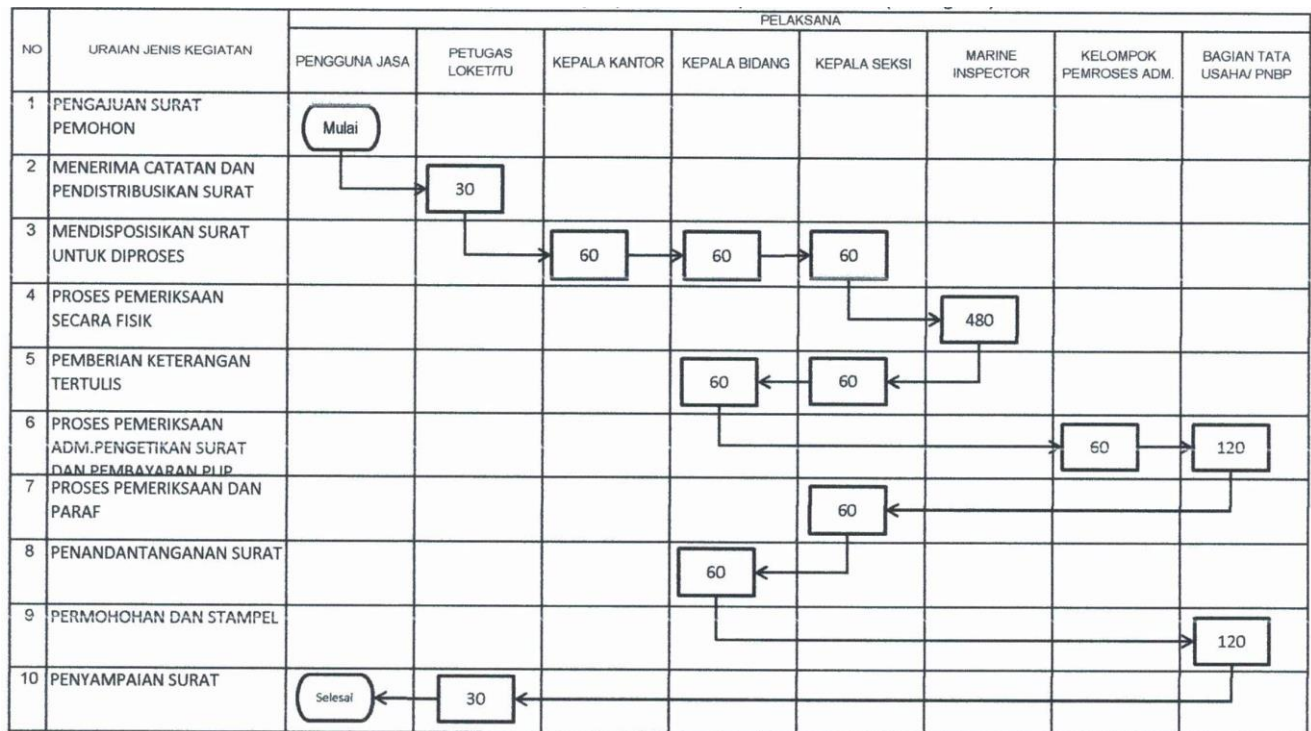 PELAKSANA
NO
URAIAN JENIS KEGIATAN
PENGGUNA JASA
PETUGAS
LOKET/TU
KEPALA KANTOR
KEPALA BIDANG
KEPALA SEKSI
MARINE
INSPECTOR
KELOMPOK
PEMROSES ADM.
BAGIAN TATA
USAHA/ PNBP
1
PENGAJUAN SURAT
PEMOHON
Mulai
2
MENERIMA CATATAN DAN
PENDISTRIBUSIKAN SURAT
30
3
MENDISPOSISIKAN SURAT
UNTUK DIPROSES
60
60
60
4
PROSES PEMERIKSAAN
SECARA FISIK
480
5
PEMBERIAN KETERANGAN
TERTULIS
60
60
6
PROSES PEMERIKSAAN
ADM.PENGETIKAN SURAT
DAN PEMBAYARAN PUP
60
120
7
PROSES PEMERIKSAAN DAN
PARAF
60
8
PENANDANTANGANAN SURAT
60
9
PERMOHOHAN DAN STAMPEL
120
10
PENYAMPAIAN SURAT
Selesai
30